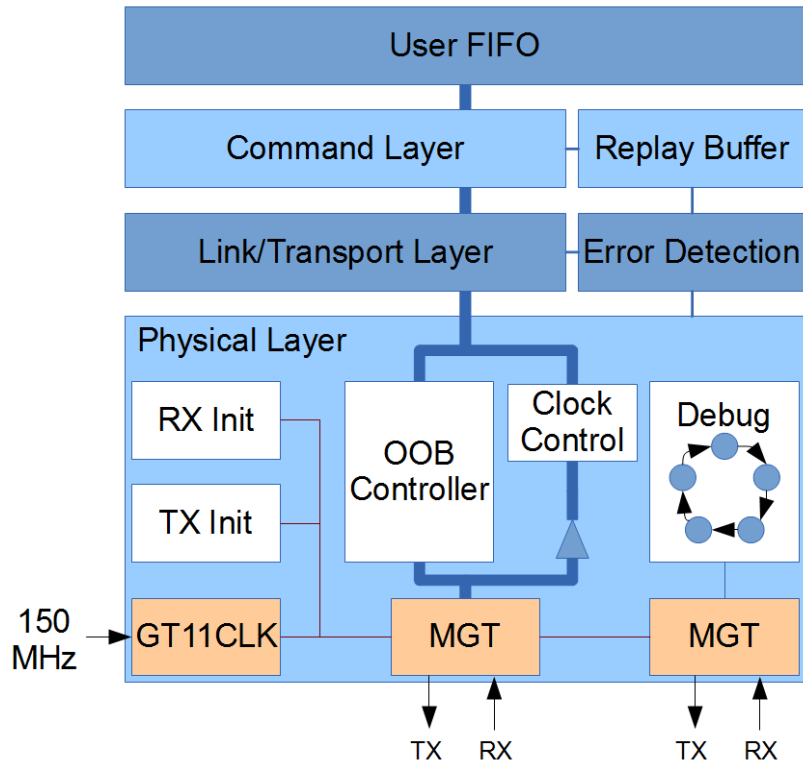 User FIFO
Command Layer
Replay Buffer
Link/Transport Layer
Error Detection
Physical Layer
RX Init
OOB
Controller
Clock
Control
Debug
TX Init
150
MHz
GT11CLK
MGT
MGT
TX
RX
TX
RX